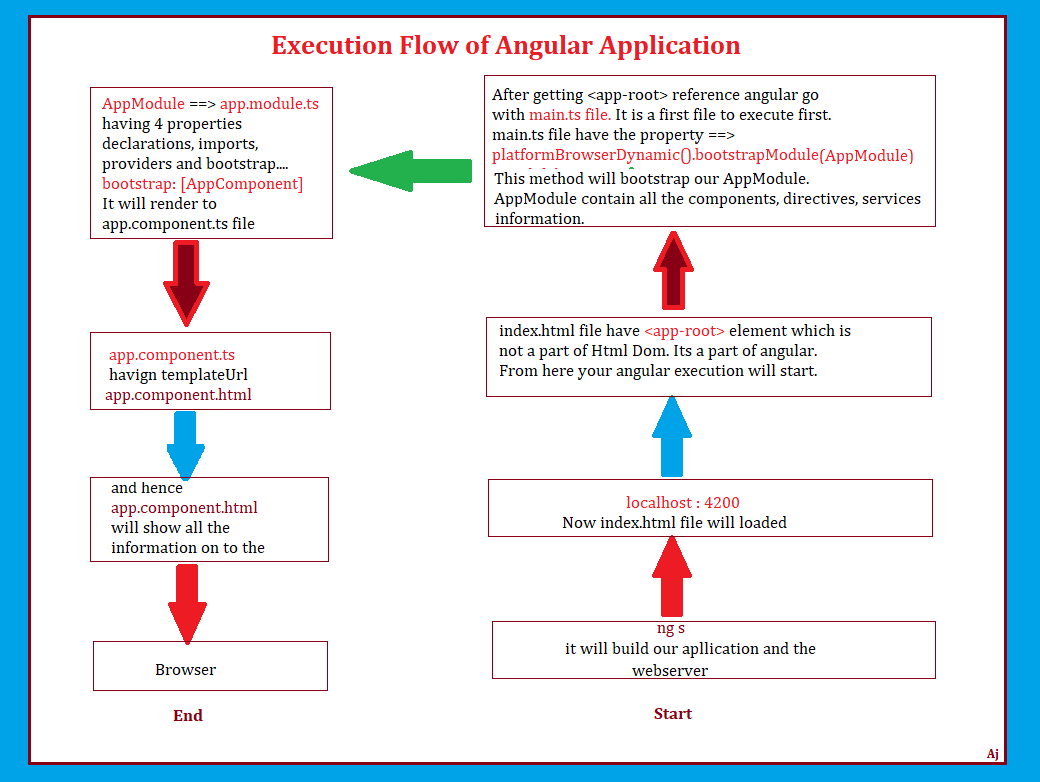 Execution Flow of Angular Application
AppModule ==> app.module.ts
having 4 properties
declarations, imports,
providers and bootstrap....
bootstrap: [AppComponent]
It will render to
app.component.ts file
After getting <app-root> reference angular go
with main.ts file. It is a first file to execute first.
main.ts file have the property ==>
platformBrowserDynamic().bootstrapModule(AppModule)
This method will bootstrap our AppModule.
AppModule contain all the components, directives, services
information.
app.component.ts
havign templateUrl
app.component.html
index.html file have <app-root> element which is
not a part of Html Dom. Its a part of angular.
From here your angular execution will start.
and hence
app.component.html
will show all the
information on to the
localhost : 4200
Now index.html file will loaded
Browser
ng s
it will build our apllication and the
webserver
End
Start
Aj